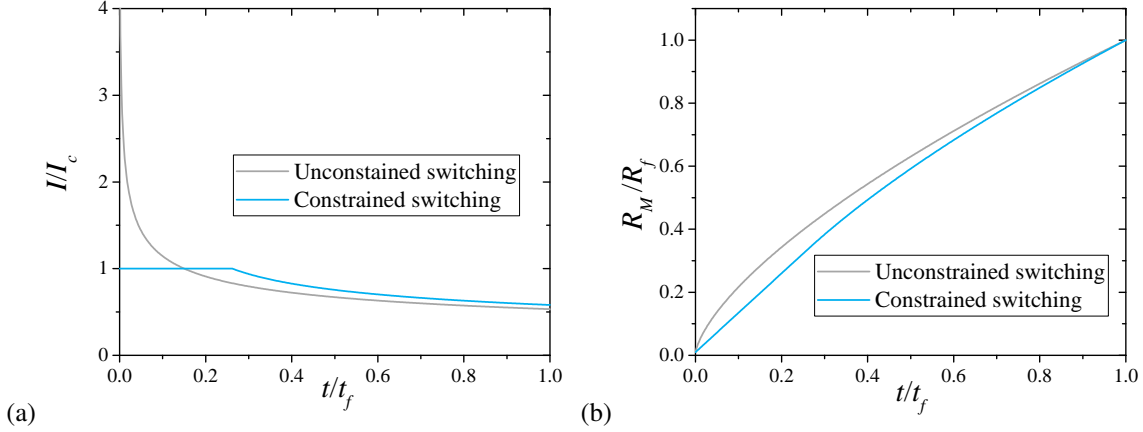 4
3
2
1
0
I/I_c
Unconstained switching
Constrained switching
0.0 0.2 0.4 0.6 0.8 1.0
t/t_f
(a)
1.0
0.8
0.6
0.4
0.2
0.0
R_M/R_f
Unconstrained switching
Constrained switching
0.0 0.2 0.4 0.6 0.8 1.0
t/t_f
(b)